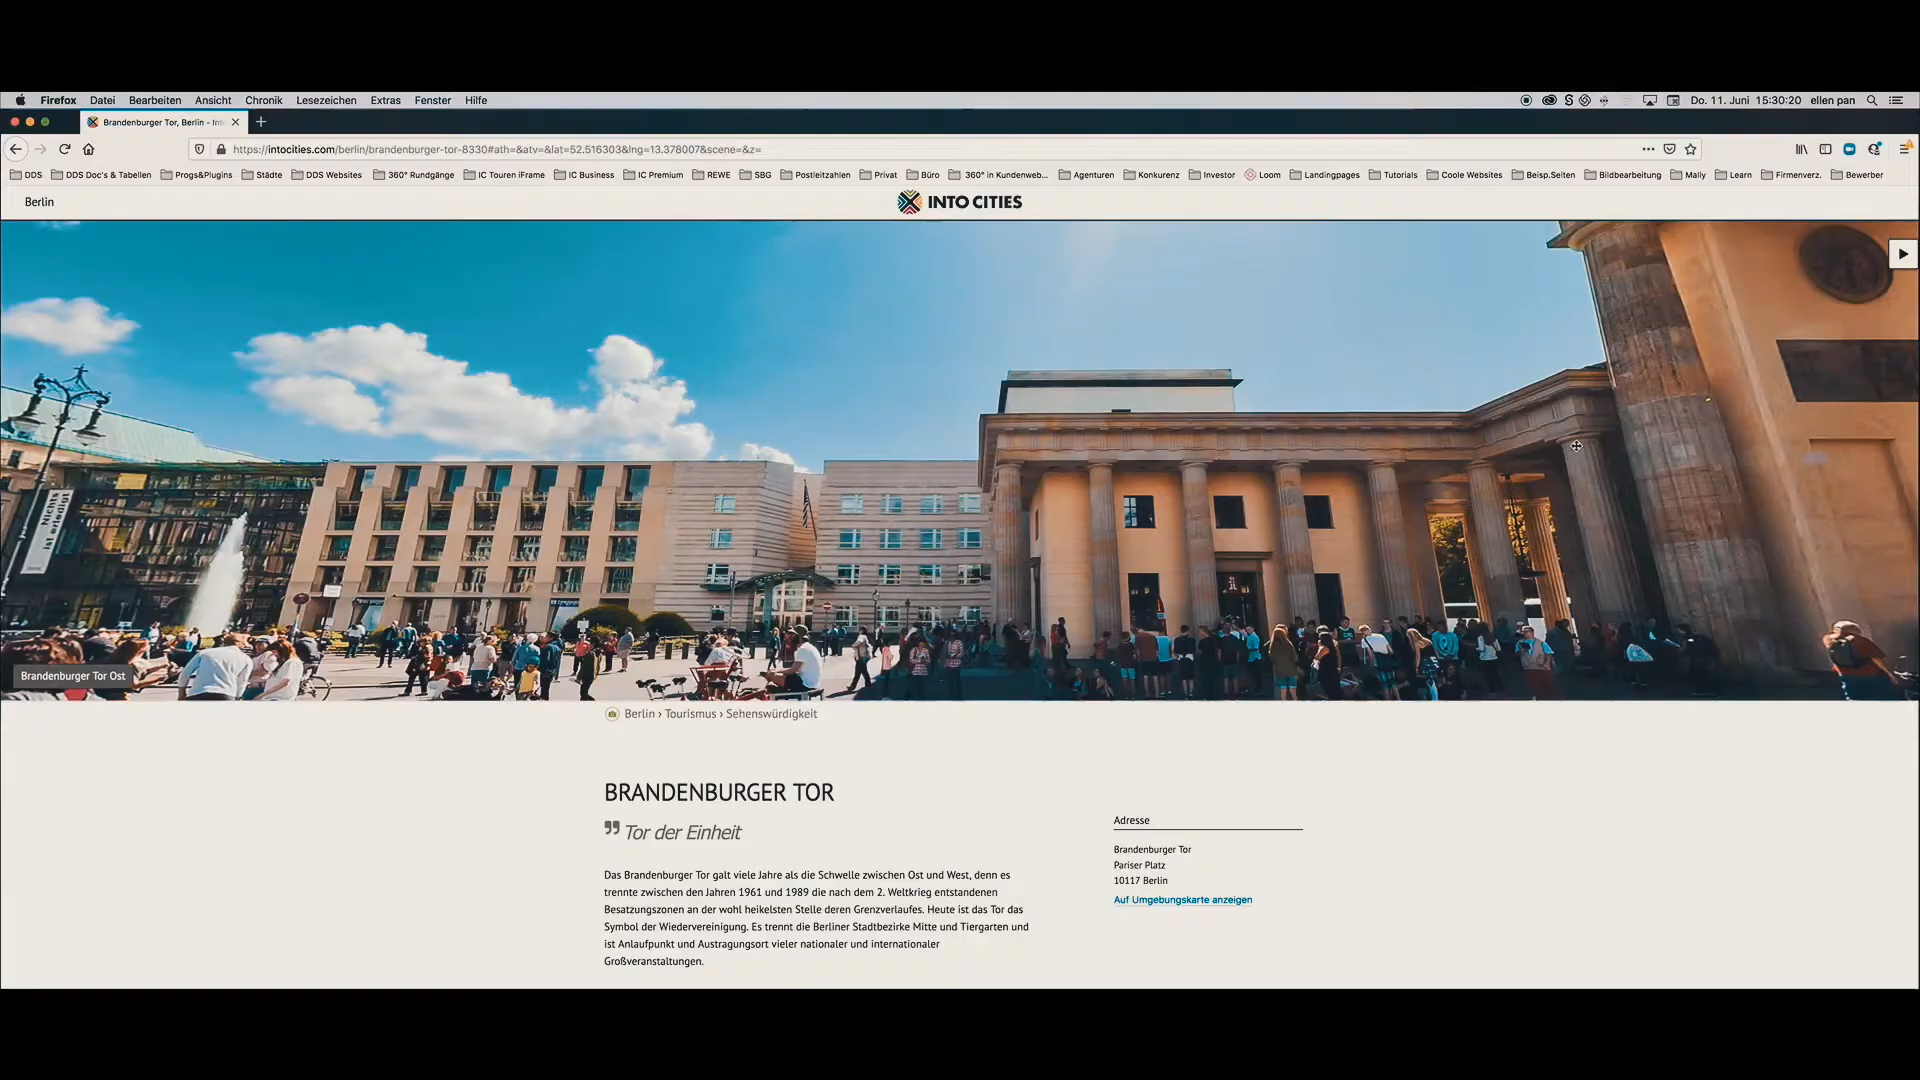 Firefox Datei Bearbeiten Ansicht Chronik Lesezeichen Extras Fenster Hilfe Do. 11. Juni 15:30:20 ellen pan
Brandenburger Tor, Berlin - Int
https://intocities.com/berlin/brandenburger-tor-8330#ath=&atv=&lat=52.516303&lng=13.378007&scene=&z=
DDS DDS Doc's & Tabellen Progs&Plugins Städte DDS Websites 360° Rundgänge IC Touren iFrame IC Business IC Premium REWE SBG Postleitzahlen Privat Büro 360° in Kundenweb... Agenturen Konkurenz Investor Loom Landingpages Tutorials Coole Websites Beisp.Seiten Bildbearbeitung Mally Learn Firmenverz. Bewerber
Berlin
INTO CITIES
Nichts
ist erledigt
Brandenburger Tor Ost
Berlin › Tourismus › Sehenswürdigkeit
BRANDENBURGER TOR
” Tor der Einheit
Das Brandenburger Tor galt viele Jahre als die Schwelle zwischen Ost und West, denn es
trennte zwischen den Jahren 1961 und 1989 die nach dem 2. Weltkrieg entstandenen
Besatzungszonen an der wohl heikelsten Stelle deren Grenzverlaufes. Heute ist das Tor das
Symbol der Wiedervereinigung. Es trennt die Berliner Stadtbezirke Mitte und Tiergarten und
ist Anlaufpunkt und Austragungsort vieler nationaler und internationaler
Großveranstaltungen.
Adresse
Brandenburger Tor
Pariser Platz
10117 Berlin
Auf Umgebungskarte anzeigen